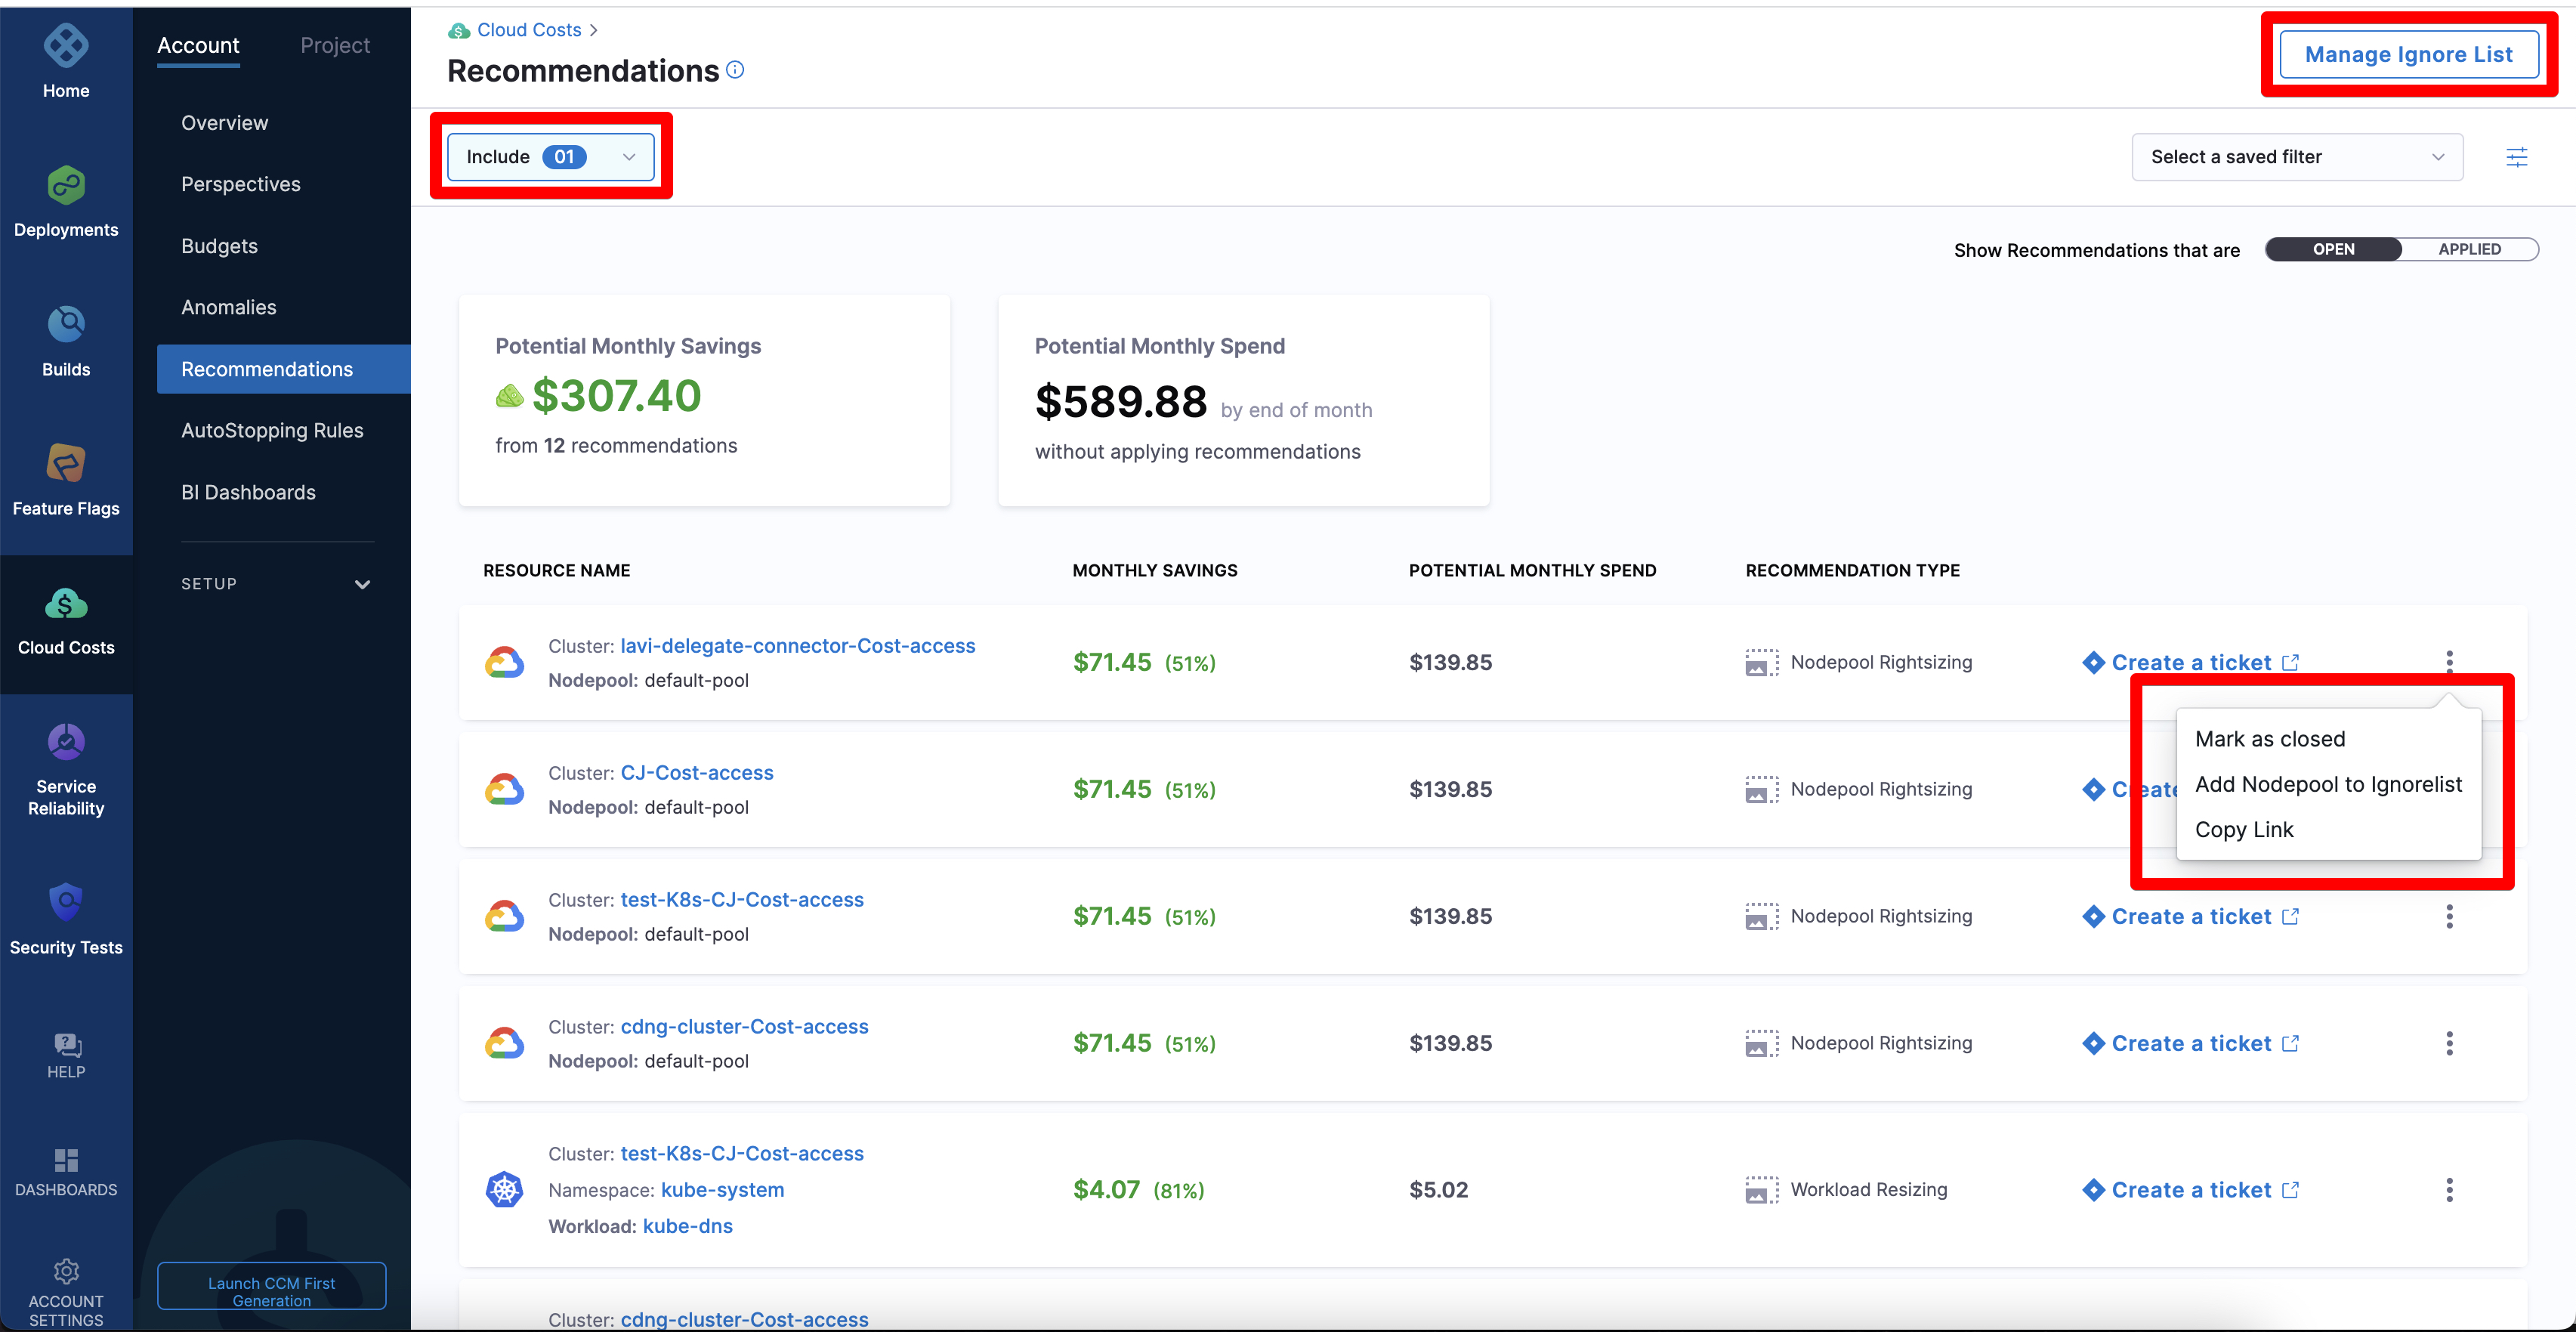 Home
Deployments
Builds
Feature Flags
Cloud Costs
Service
Reliability
Security Tests
HELP
DASHBOARDS
ACCOUNT
SETTINGS
Account Project
Overview
Perspectives
Budgets
Anomalies
Recommendations
AutoStopping Rules
BI Dashboards
SETUP
Launch CCM First
Generation
Cloud Costs
Recommendations
Manage Ignore List
Include 01
Select a saved filter
Show Recommendations that are OPEN APPLIED
Potential Monthly Savings
$307.40
from 12 recommendations
Potential Monthly Spend
$589.88 by end of month
without applying recommendations
RESOURCE NAME MONTHLY SAVINGS POTENTIAL MONTHLY SPEND RECOMMENDATION TYPE
Cluster: lavi-delegate-connector-Cost-access
Nodepool: default-pool
$71.45 (51%) $139.85 Nodepool Rightsizing Create a ticket
Mark as closed
Add Nodepool to Ignorelist
Copy Link
Cluster: CJ-Cost-access
Nodepool: default-pool
$71.45 (51%) $139.85 Nodepool Rightsizing Create
Cluster: test-K8s-CJ-Cost-access
Nodepool: default-pool
$71.45 (51%) $139.85 Nodepool Rightsizing Create a ticket
Cluster: cdng-cluster-Cost-access
Nodepool: default-pool
$71.45 (51%) $139.85 Nodepool Rightsizing Create a ticket
Cluster: test-K8s-CJ-Cost-access
Namespace: kube-system
Workload: kube-dns
$4.07 (81%) $5.02 Workload Resizing Create a ticket
Cluster: cdng-cluster-Cost-access